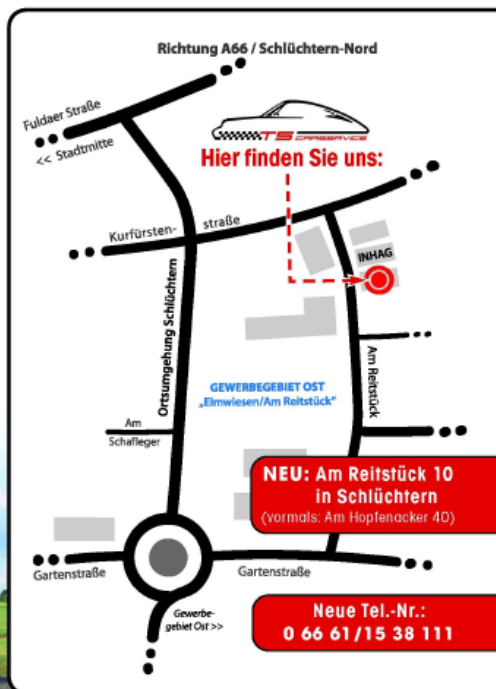 Richtung A66 / Schlüchtern-Nord
Fuldaer Straße
<< Stadtmitte
TS CARSERVICE
Hier finden Sie uns:
Kurfürsten-
straße
INHAG
Ortsumgehung Schlüchtern
Am Reitstück
GEWERBEGEBIET OST
„Elmwiesen/Am Reitstück“
Am
Schafleger
NEU: Am Reitstück 10
in Schlüchtern
(vormals: Am Hopfenacker 40)
Gartenstraße
Gartenstraße
Gewerbe-
gebiet Ost >>
Neue Tel.-Nr.:
0 66 61/15 38 111